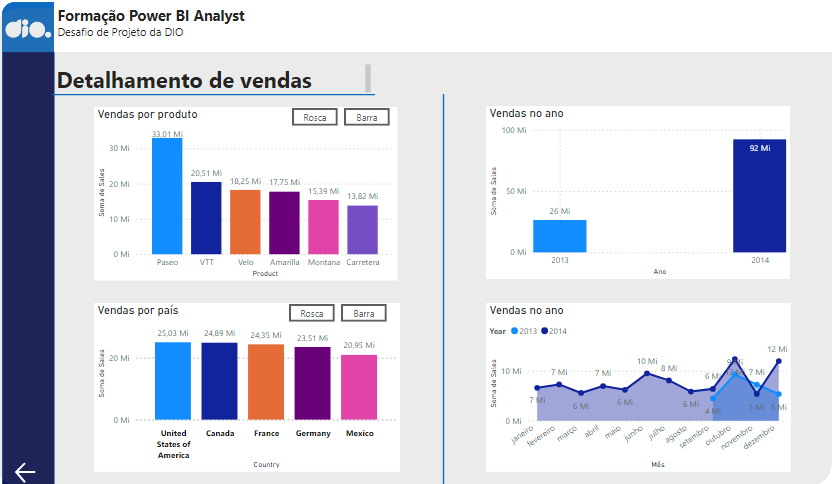 dio.
Formação Power BI Analyst
Desafio de Projeto da DIO
Detalhamento de vendas
Vendas por produto
Rosca
Barra
Soma de Sales
30 Mi
20 Mi
10 Mi
0 Mi
33,01 Mi
20,51 Mi
18,25 Mi
17,75 Mi
15,39 Mi
13,82 Mi
Paseo
VTT
Velo
Amarilla
Montana
Carretera
Product
Vendas no ano
Soma de Sales
100 Mi
50 Mi
0 Mi
26 Mi
92 Mi
2013
2014
Ano
Vendas por país
Rosca
Barra
Soma de Sales
20 Mi
0 Mi
25,03 Mi
24,89 Mi
24,35 Mi
23,51 Mi
20,95 Mi
United
States of
America
Canada
France
Germany
Mexico
Country
Vendas no ano
Year
2013
2014
Soma de Sales
10 Mi
0 Mi
7 Mi
7 Mi
6 Mi
7 Mi
6 Mi
10 Mi
8 Mi
6 Mi
6 Mi
4 Mi
7 Mi
5 Mi
12 Mi
5 Mi
janeiro
fevereiro
março
abril
maio
junho
julho
agosto
setembro
outubro
novembro
dezembro
Mês